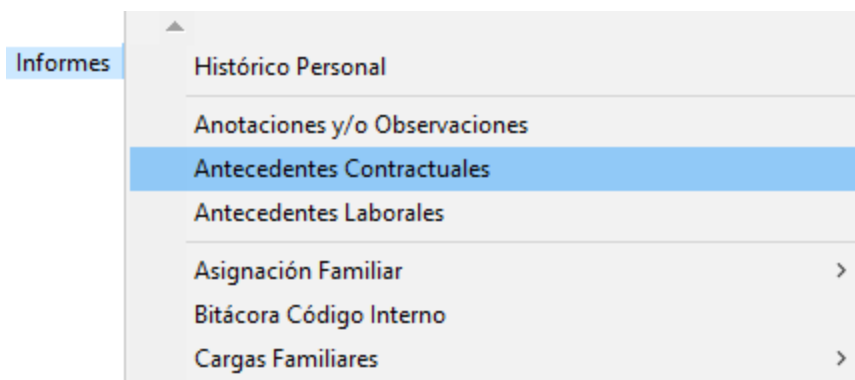 Informes
Histórico Personal
Anotaciones y/o Observaciones
Antecedentes Contractuales
Antecedentes Laborales
Asignación Familiar
Bitácora Código Interno
Cargas Familiares